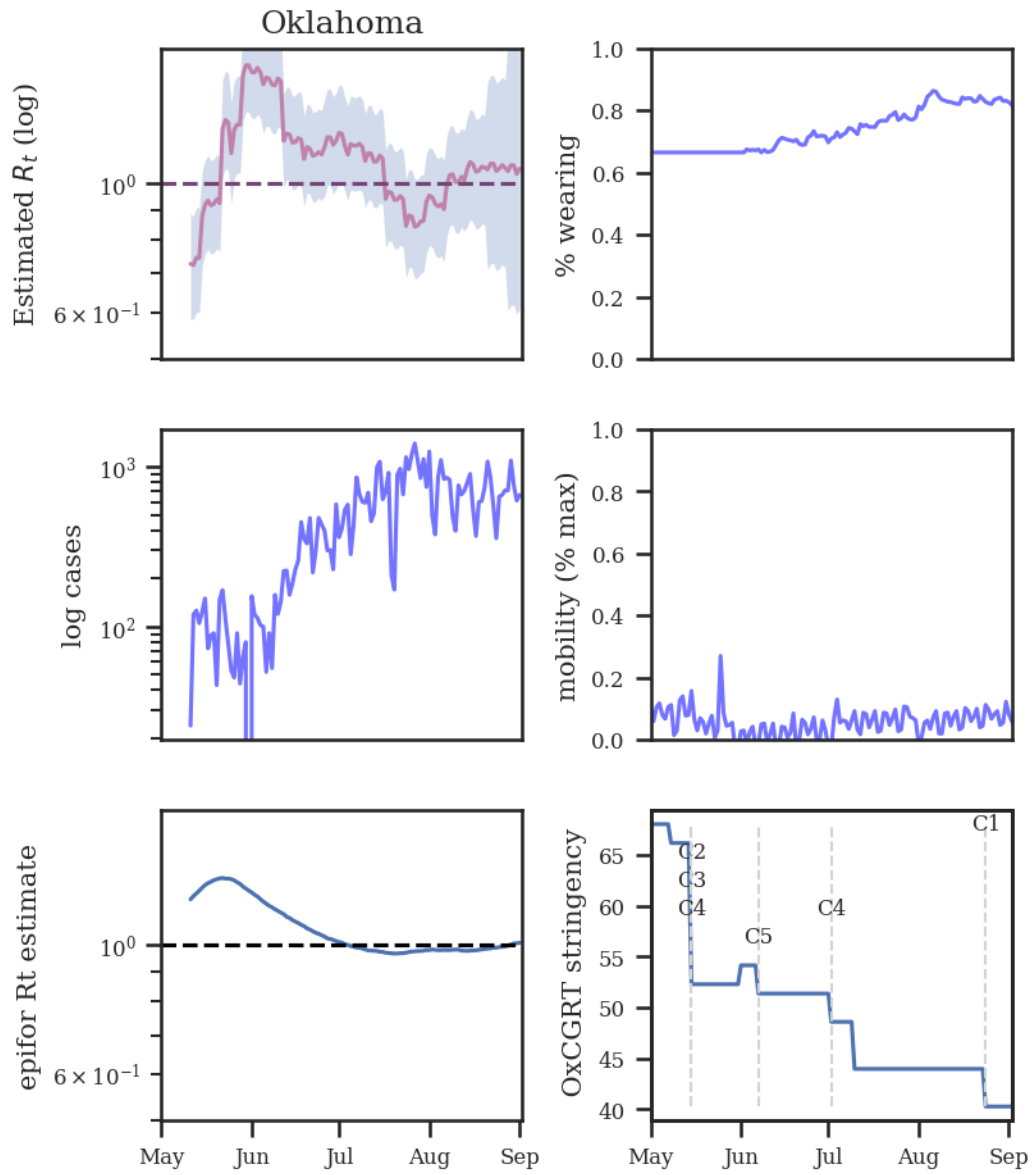 Oklahoma
Estimated R_t (log)
10^0
6 × 10^-1
% wearing
1.0
0.8
0.6
0.4
0.2
0.0
log cases
10^3
10^2
mobility (% max)
1.0
0.8
0.6
0.4
0.2
0.0
epifor Rt estimate
10^0
6 × 10^-1
May Jun Jul Aug Sep
OxCGRT stringency
65
60
55
50
45
40
C1
C2
C3
C4
C4
C5
May Jun Jul Aug Sep